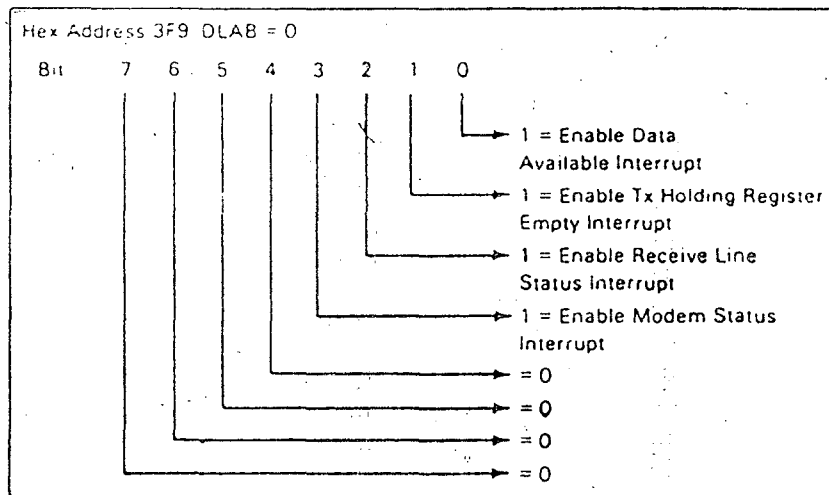 Hex Address 3F9 DLAB = 0
Bit 7 6 5 4 3 2 1 0
1 = Enable Data
Available Interrupt
1 = Enable Tx Holding Register
Empty Interrupt
1 = Enable Receive Line
Status Interrupt
1 = Enable Modem Status
Interrupt
= 0
= 0
= 0
= 0